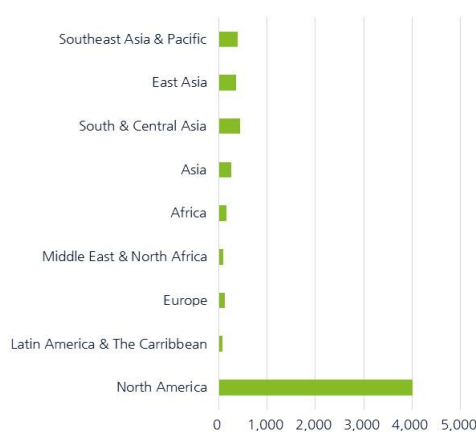 Southeast Asia & Pacific
East Asia
South & Central Asia
Asia
Africa
Middle East & North Africa
Europe
Latin America & The Carribbean
North America
0 1,000 2,000 3,000 4,000 5,000